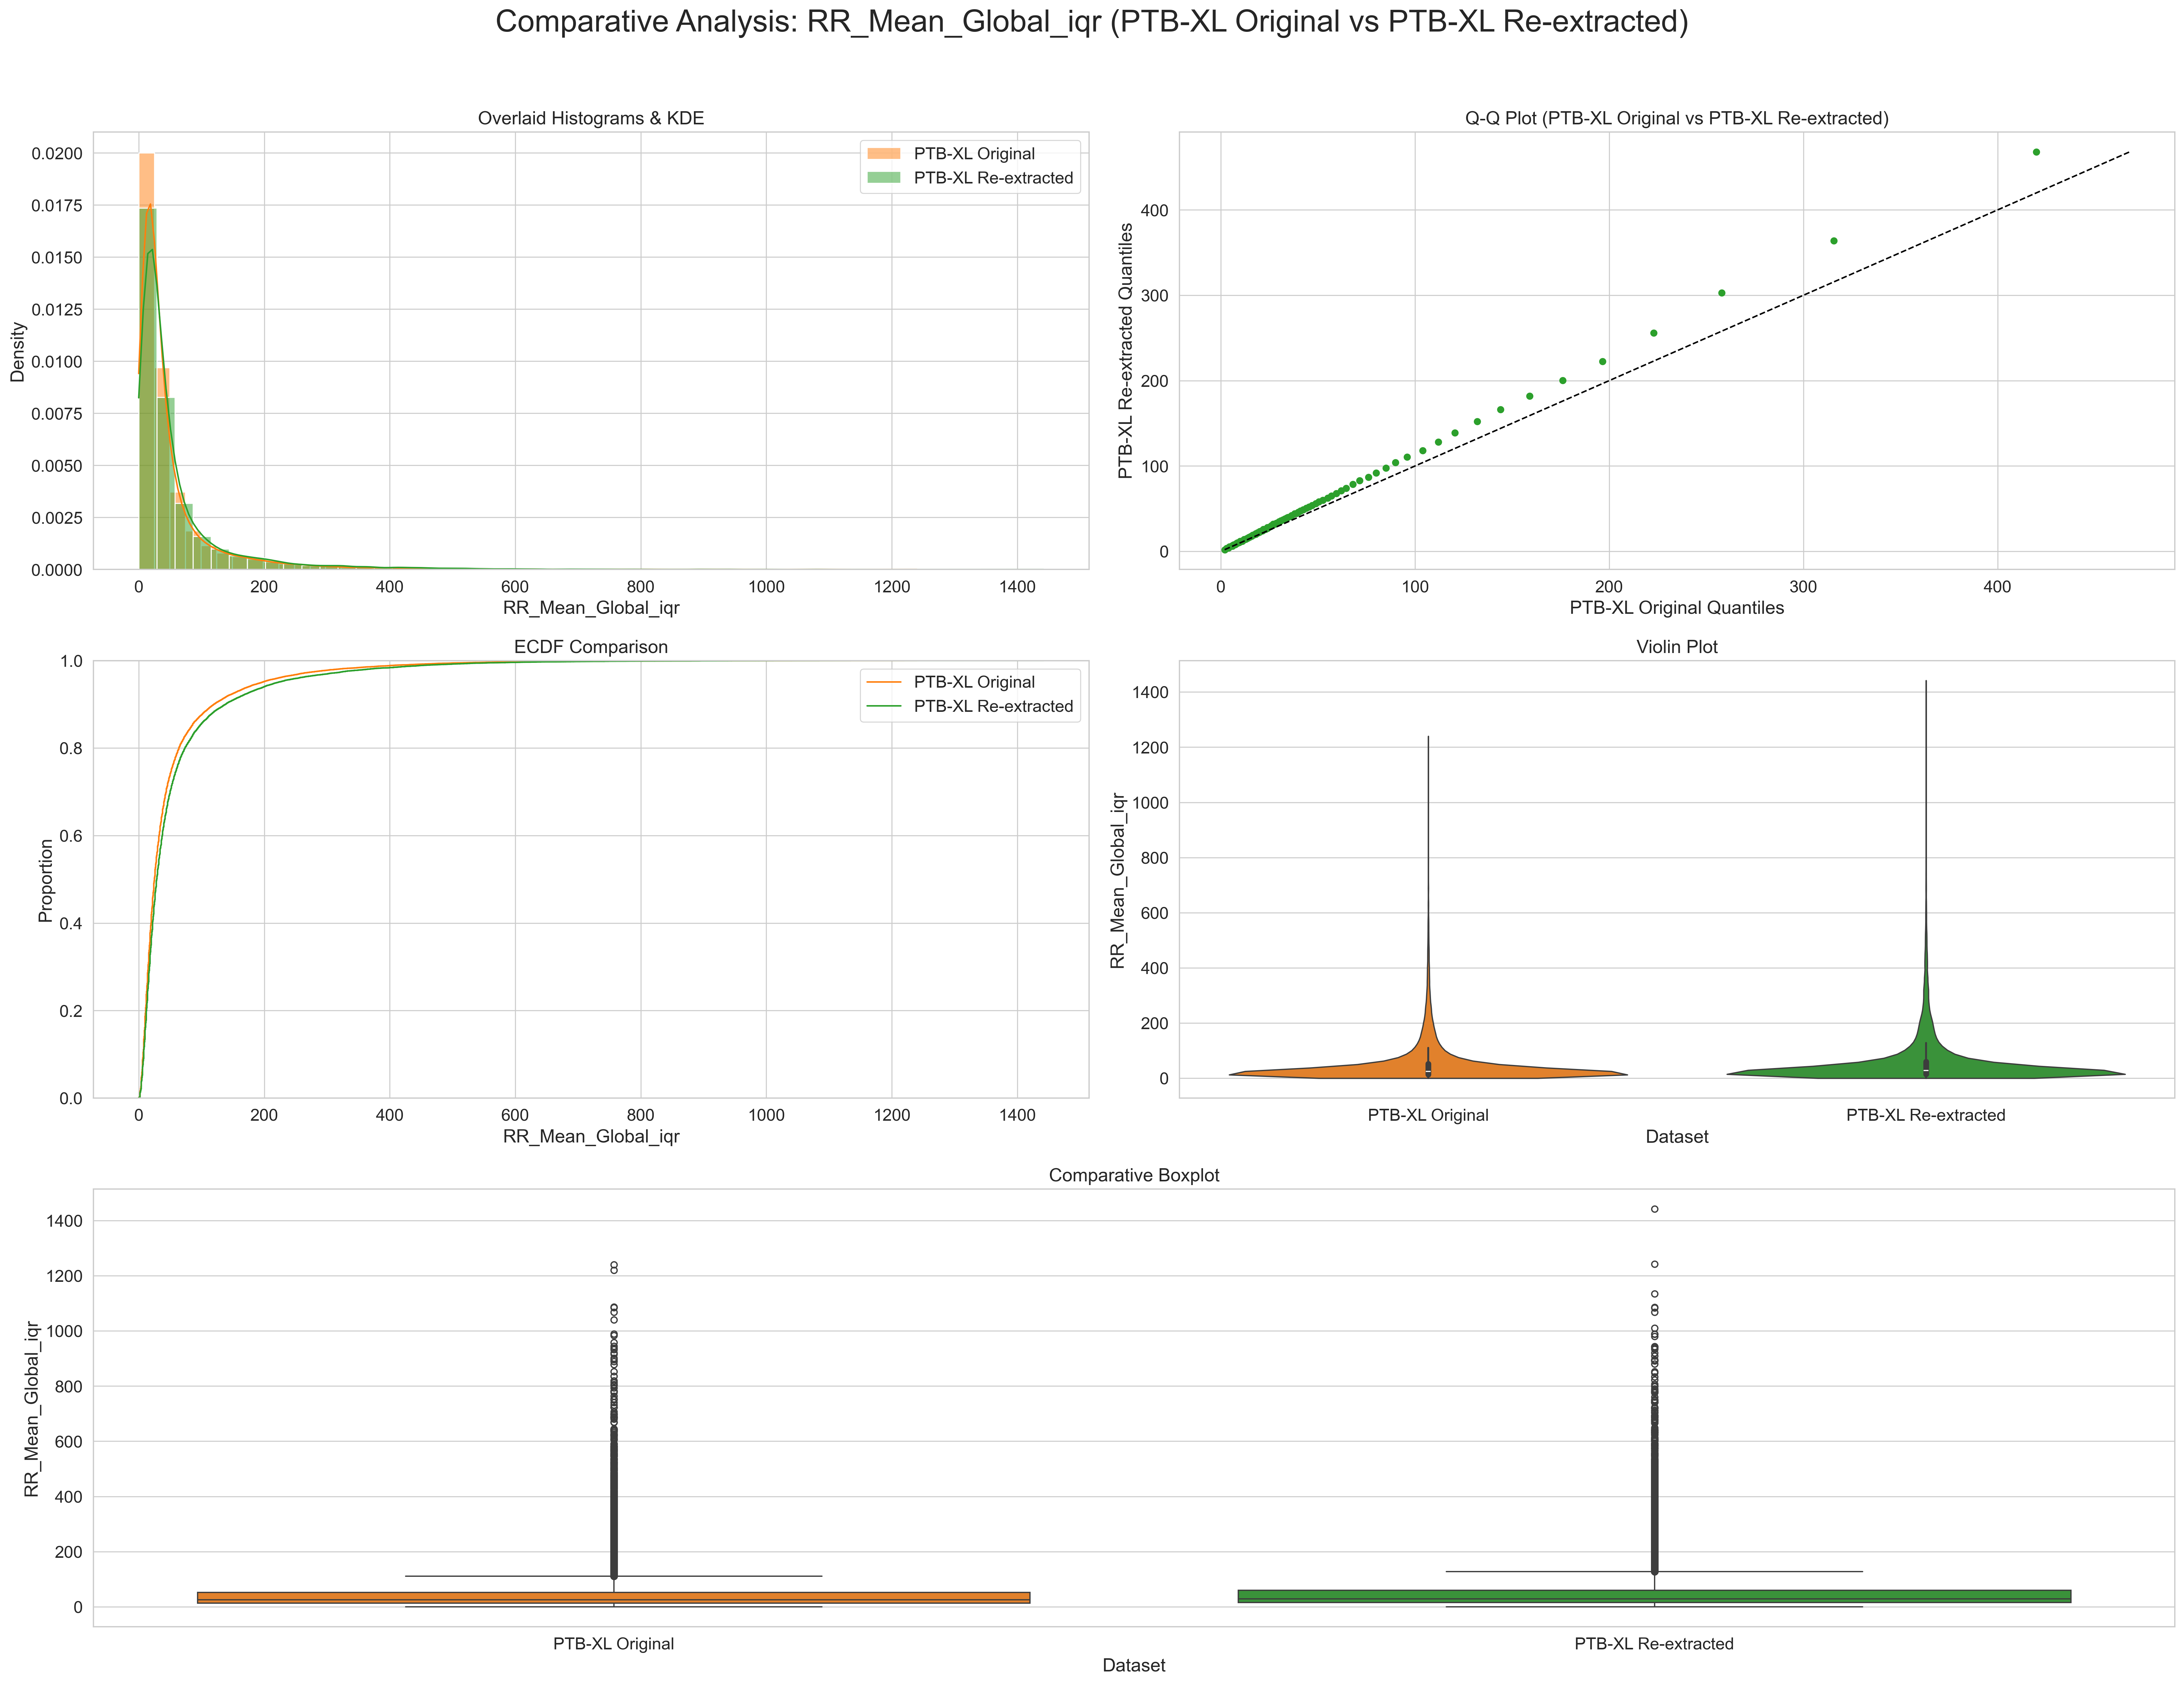 Comparative Analysis: RR_Mean_Global_iqr (PTB-XL Original vs PTB-XL Re-extracted)
Overlaid Histograms & KDE
PTB-XL Original
PTB-XL Re-extracted
Density
0.0200
0.0175
0.0150
0.0125
0.0100
0.0075
0.0050
0.0025
0.0000
0 200 400 600 800 1000 1200 1400
RR_Mean_Global_iqr
Q-Q Plot (PTB-XL Original vs PTB-XL Re-extracted)
PTB-XL Re-extracted Quantiles
400
300
200
100
0
0 100 200 300 400
PTB-XL Original Quantiles
ECDF Comparison
PTB-XL Original
PTB-XL Re-extracted
Proportion
1.0
0.8
0.6
0.4
0.2
0.0
0 200 400 600 800 1000 1200 1400
RR_Mean_Global_iqr
Violin Plot
RR_Mean_Global_iqr
1400
1200
1000
800
600
400
200
0
PTB-XL Original PTB-XL Re-extracted
Dataset
Comparative Boxplot
RR_Mean_Global_iqr
1400
1200
1000
800
600
400
200
0
PTB-XL Original PTB-XL Re-extracted
Dataset